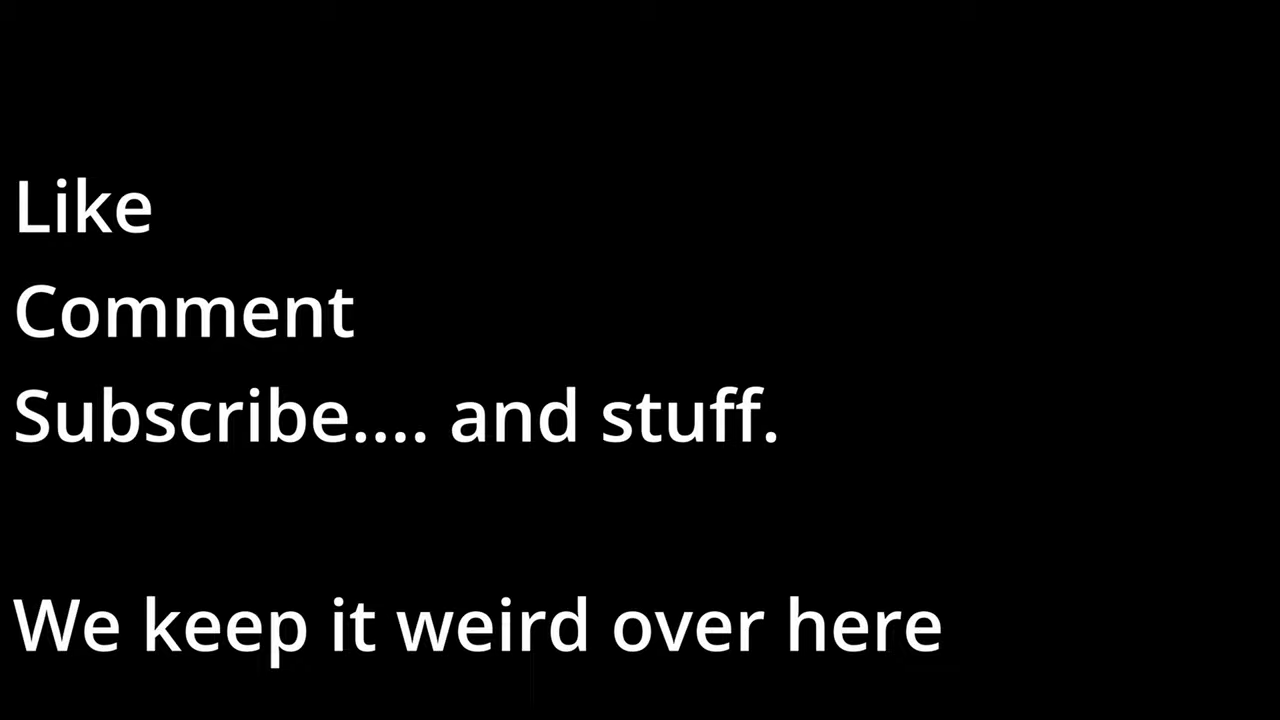 Like
Comment
Subscribe.... and stuff.
We keep it weird over here